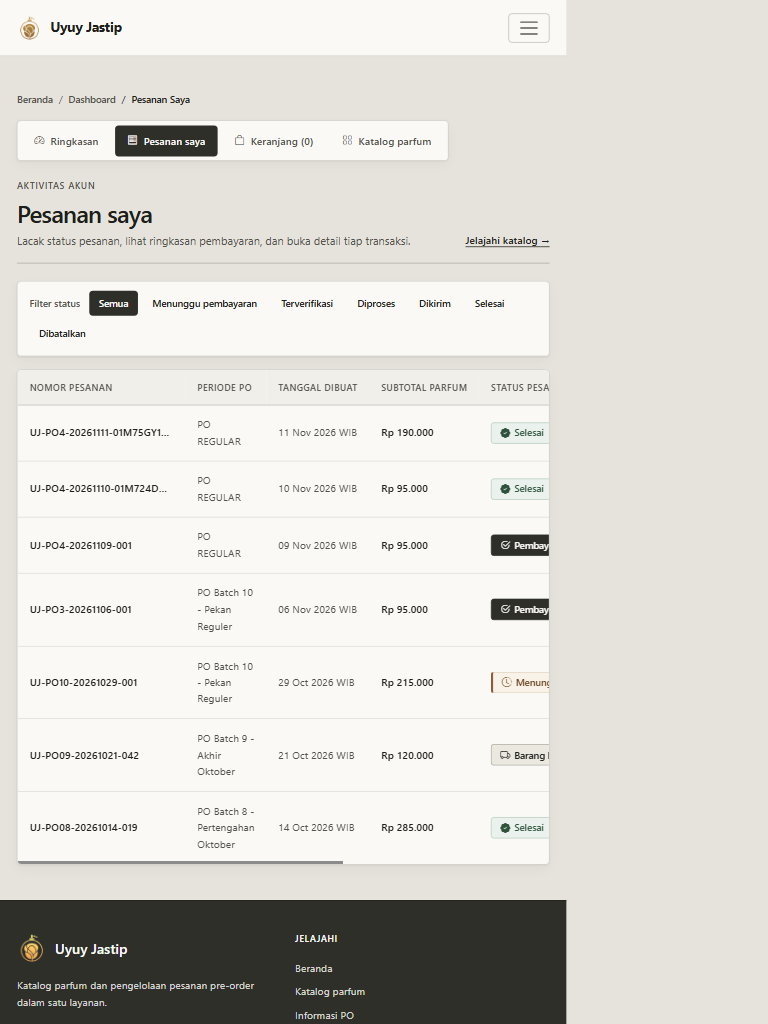 Uyuy Jastip
Beranda / Dashboard / Pesanan Saya
Ringkasan Pesanan saya Keranjang (0) Katalog parfum
AKTIVITAS AKUN
Pesanan saya
Lacak status pesanan, lihat ringkasan pembayaran, dan buka detail tiap transaksi. Jelajahi katalog →
Filter status Semua Menunggu pembayaran Terverifikasi Diproses Dikirim Selesai
Dibatalkan
NOMOR PESANAN PERIODE PO TANGGAL DIBUAT SUBTOTAL PARFUM STATUS PESA
UJ-PO4-20261111-01M75GY1... PO REGULAR 11 Nov 2026 WIB Rp 190.000 Selesai
UJ-PO4-20261110-01M724D... PO REGULAR 10 Nov 2026 WIB Rp 95.000 Selesai
UJ-PO4-20261109-001 PO REGULAR 09 Nov 2026 WIB Rp 95.000 Pembay
UJ-PO3-20261106-001 PO Batch 10 - Pekan Reguler 06 Nov 2026 WIB Rp 95.000 Pembay
UJ-PO10-20261029-001 PO Batch 10 - Pekan Reguler 29 Oct 2026 WIB Rp 215.000 Menung
UJ-PO09-20261021-042 PO Batch 9 - Akhir Oktober 21 Oct 2026 WIB Rp 120.000 Barang
UJ-PO08-20261014-019 PO Batch 8 - Pertengahan Oktober 14 Oct 2026 WIB Rp 285.000 Selesai
Uyuy Jastip
Katalog parfum dan pengelolaan pesanan pre-order
dalam satu layanan.
JELAJAHI
Beranda
Katalog parfum
Informasi PO